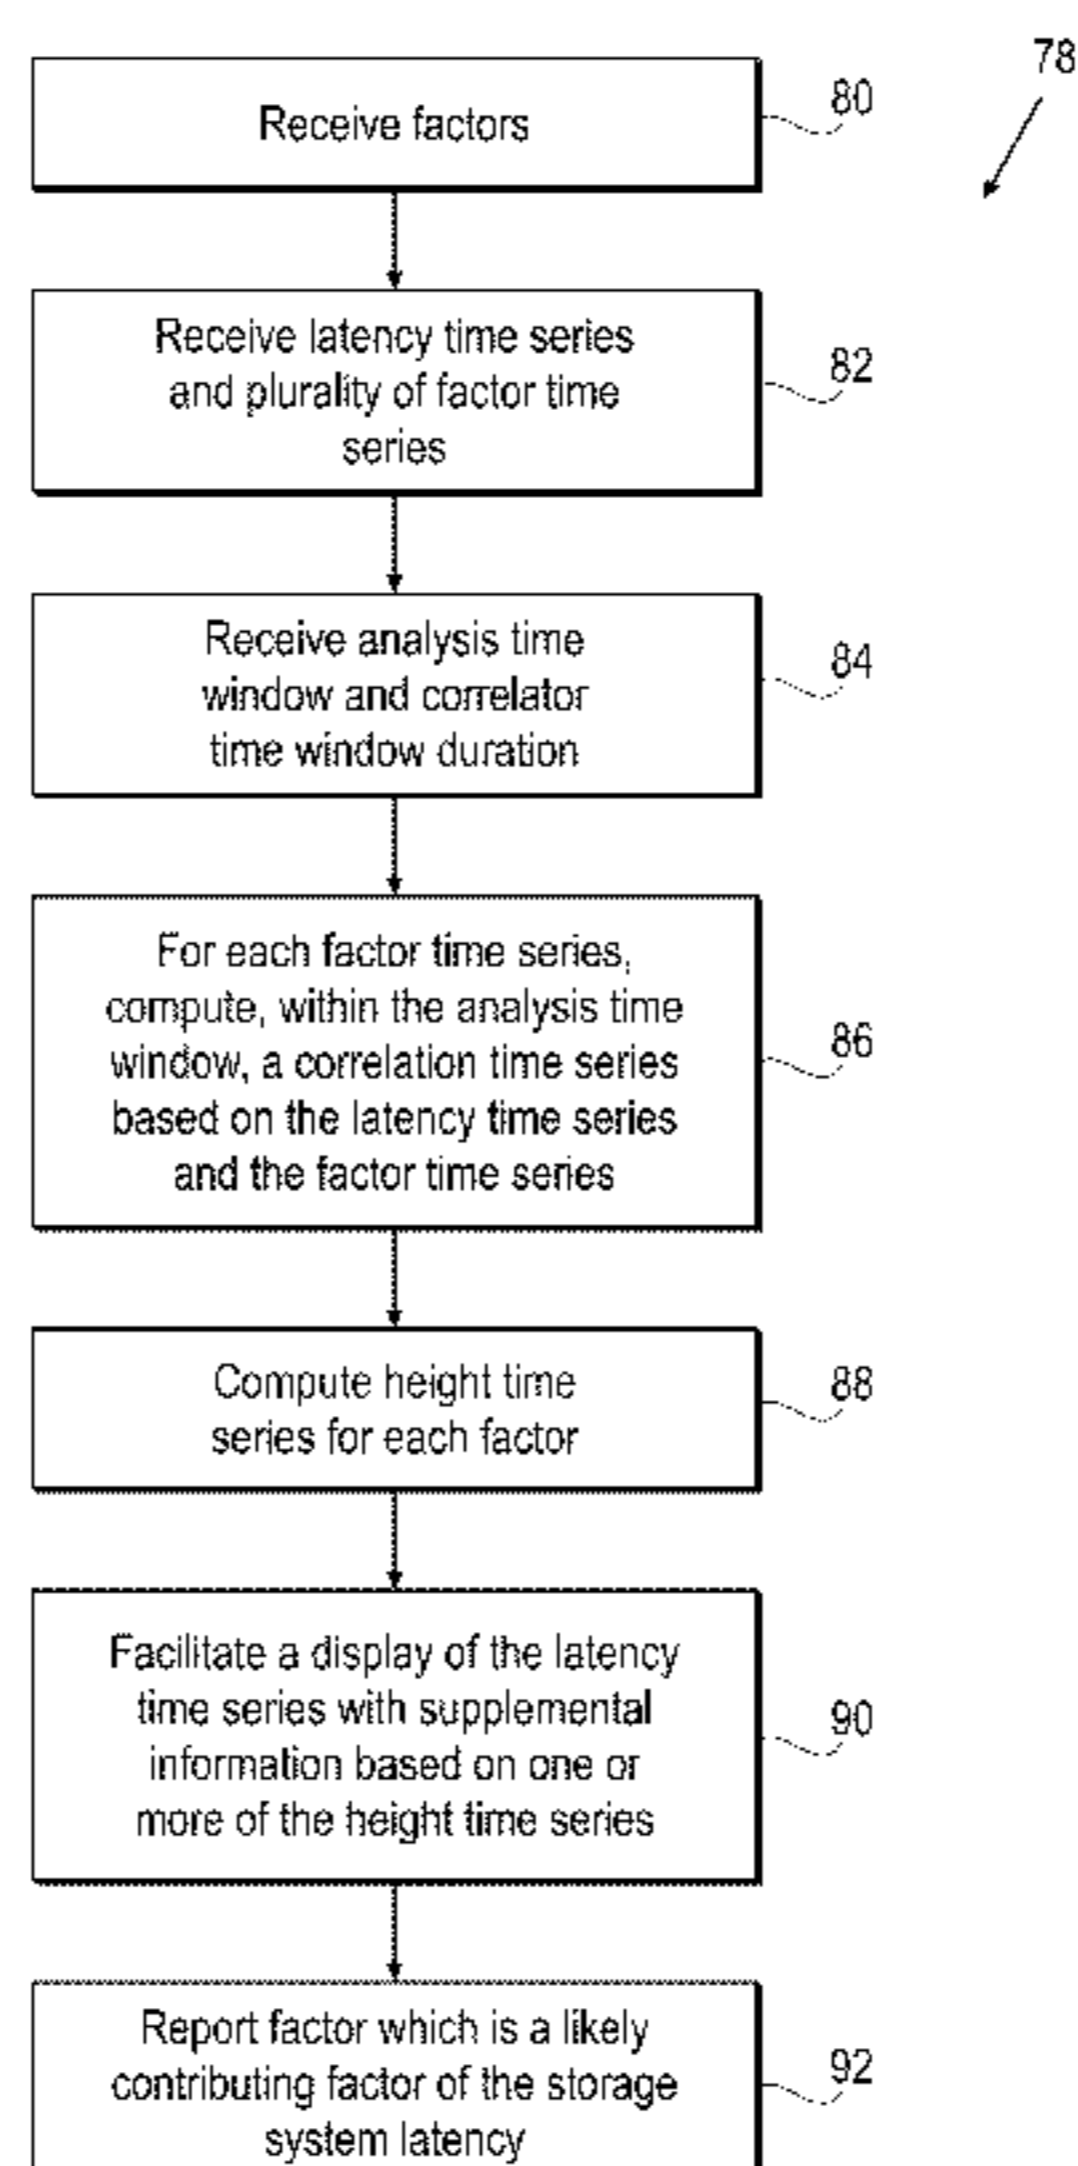 78
Receive factors
80
Receive latency time series
and plurality of factor time
series
82
Receive analysis time
window and correlator
time window duration
84
For each factor time series,
compute, within the analysis time
window, a correlation time series
based on the latency time series
and the factor time series
86
Compute height time
series for each factor
88
Facilitate a display of the latency
time series with supplemental
information based on one or
more of the height time series
90
Report factor which is a likely
contributing factor of the storage
system latency
92